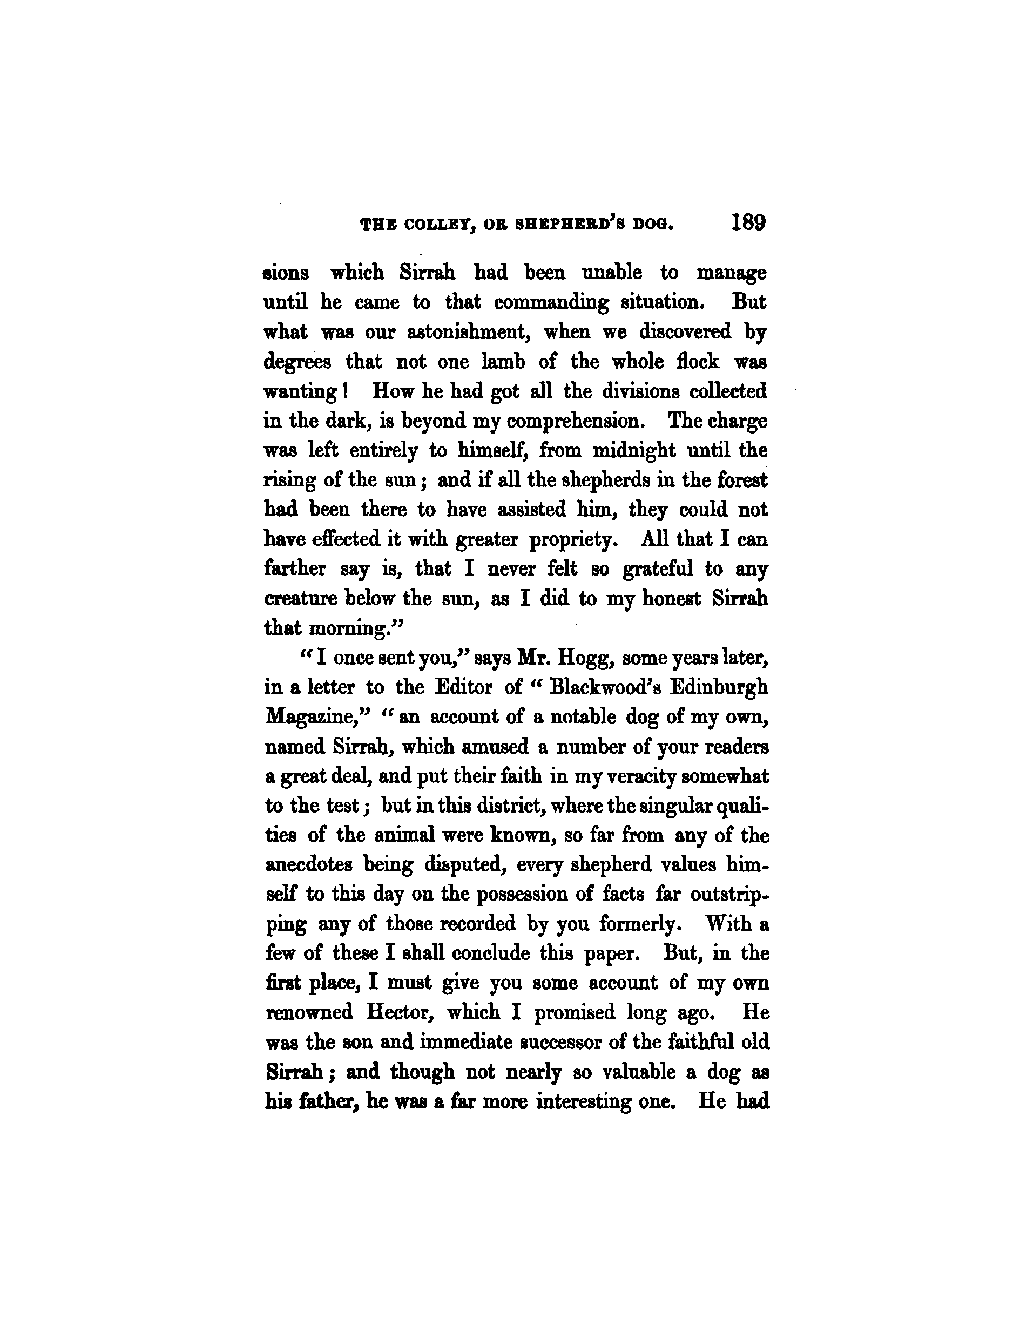 THE COLLEY, OR SHEPHERD'S DOG. 189
sions which Sirrah had been unable to manage
until he came to that commanding situation. But
what was our astonishment, when we discovered by
degrees that not one lamb of the whole flock was
wanting! How he had got all the divisions collected
in the dark, is beyond my comprehension. The charge
was left entirely to himself, from midnight until the
rising of the sun; and if all the shepherds in the forest
had been there to have assisted him, they could not
have effected it with greater propriety. All that I can
farther say is, that I never felt so grateful to any
creature below the sun, as I did to my honest Sirrah
that morning."
"I once sent you," says Mr. Hogg, some years later,
in a letter to the Editor of "Blackwood's Edinburgh
Magazine," "an account of a notable dog of my own,
named Sirrah, which amused a number of your readers
a great deal, and put their faith in my veracity somewhat
to the test; but in this district, where the singular quali-
ties of the animal were known, so far from any of the
anecdotes being disputed, every shepherd values him-
self to this day on the possession of facts far outstrip-
ping any of those recorded by you formerly. With a
few of these I shall conclude this paper. But, in the
first place, I must give you some account of my own
renowned Hector, which I promised long ago. He
was the son and immediate successor of the faithful old
Sirrah; and though not nearly so valuable a dog as
his father, he was a far more interesting one. He had